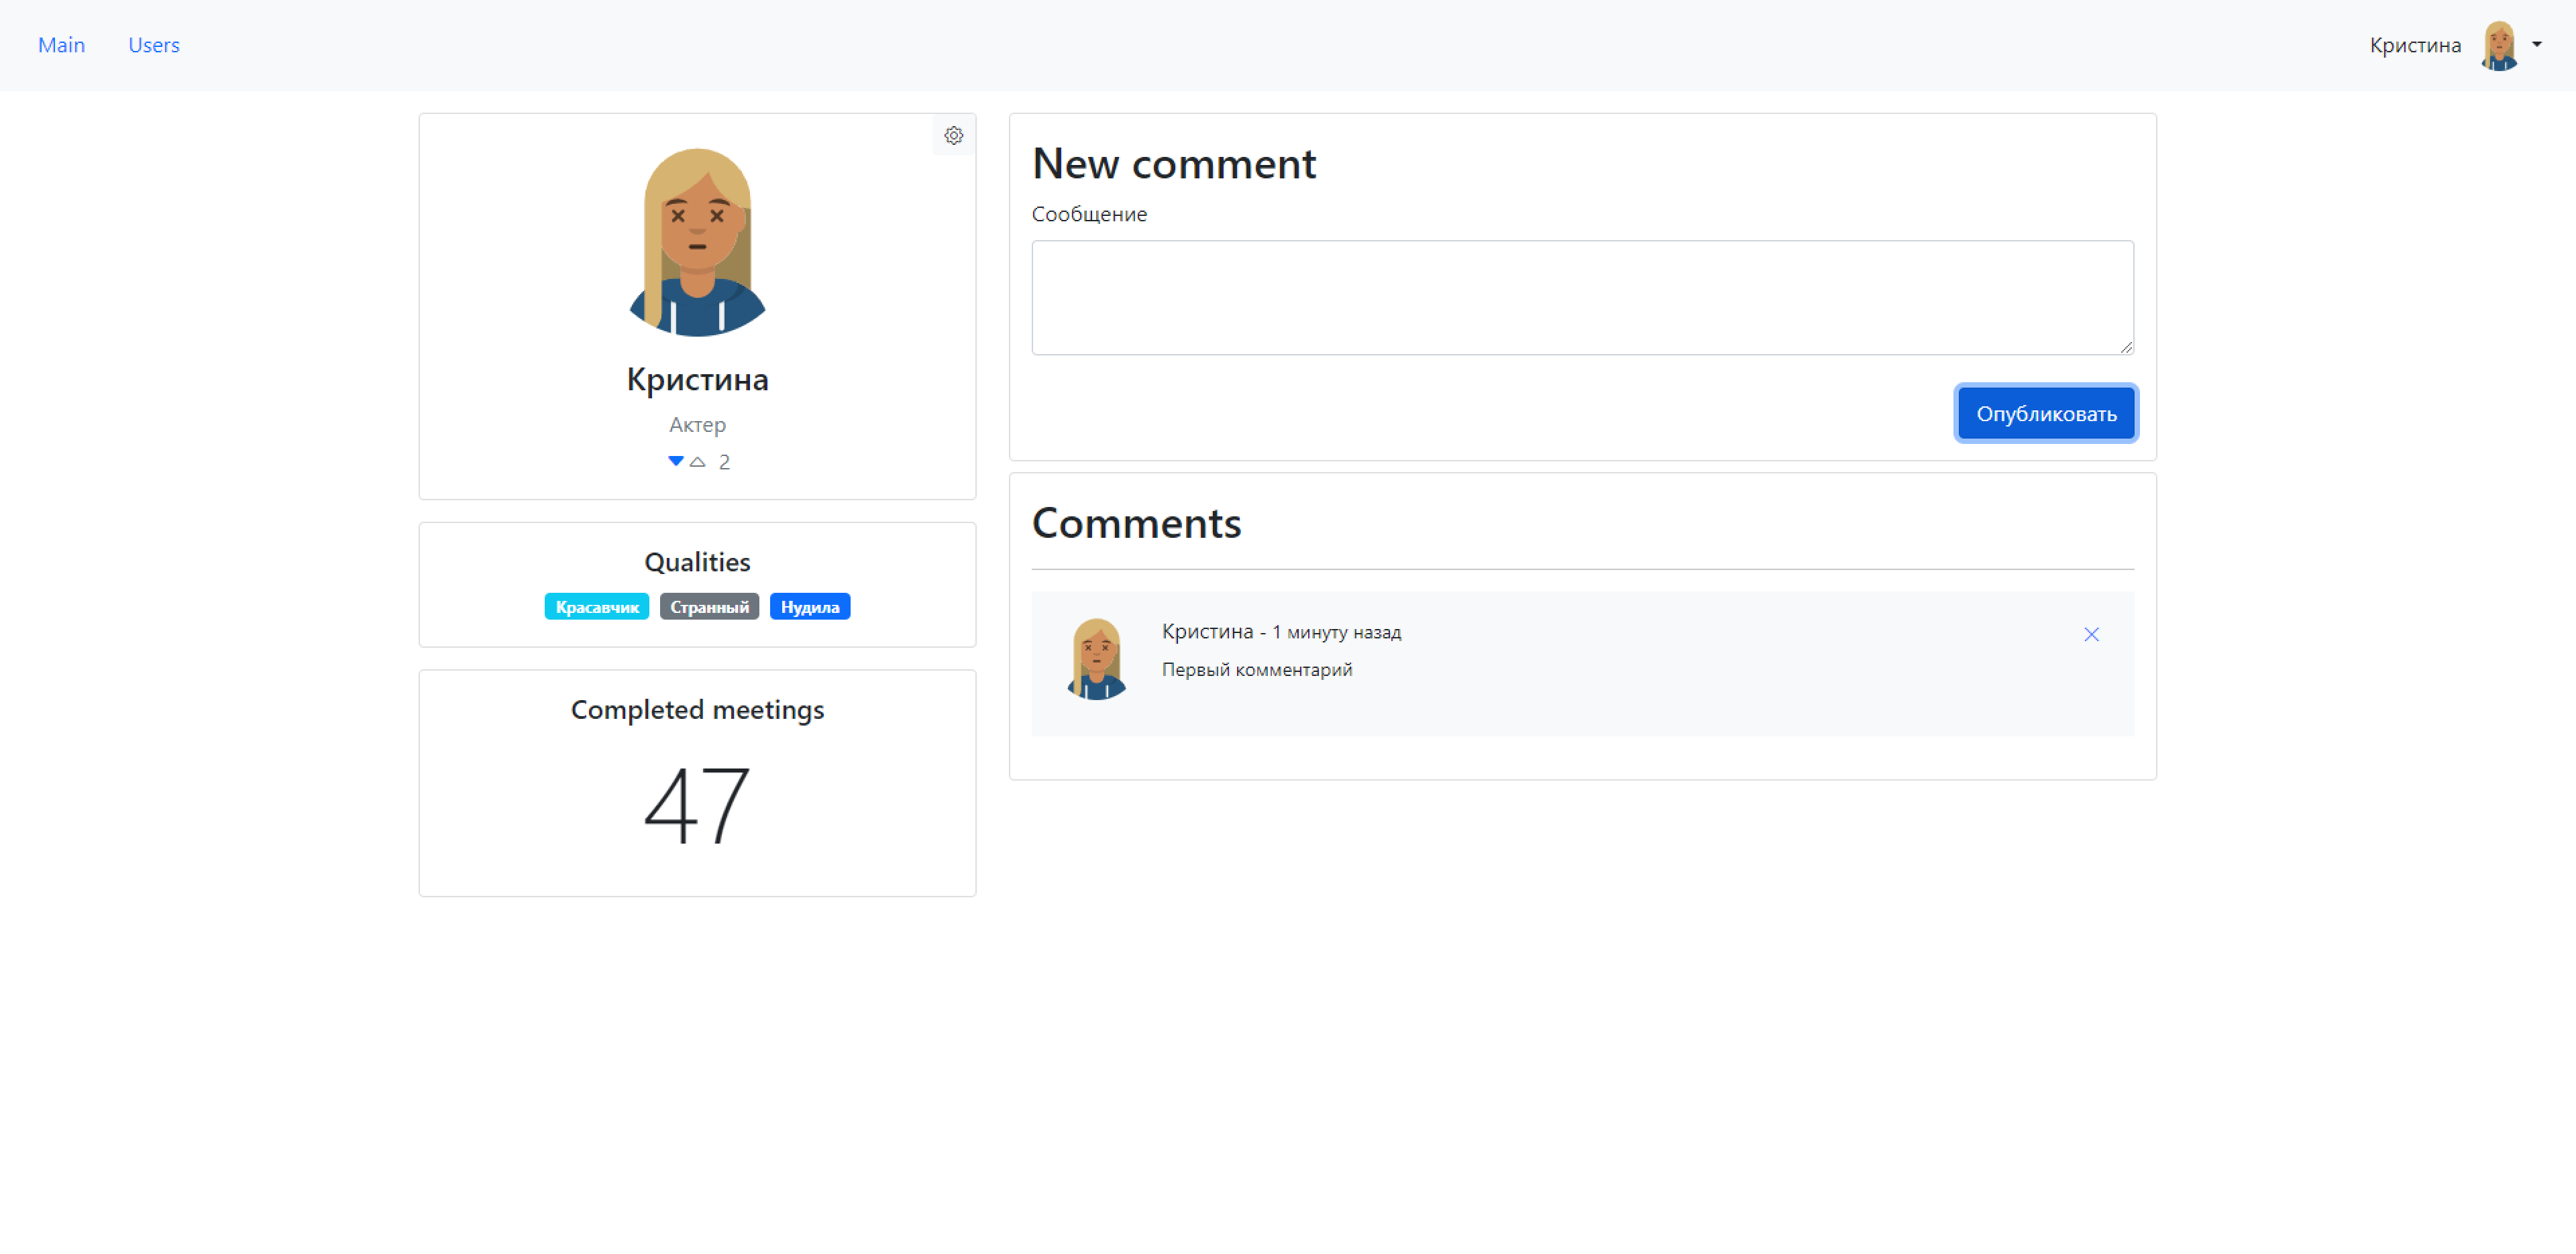 Main Users
Кристина
Кристина
Актер
2
Qualities
Красавчик Странный Нудила
Completed meetings
47
New comment
Сообщение
Опубликовать
Comments
Кристина - 1 минуту назад
Первый комментарий